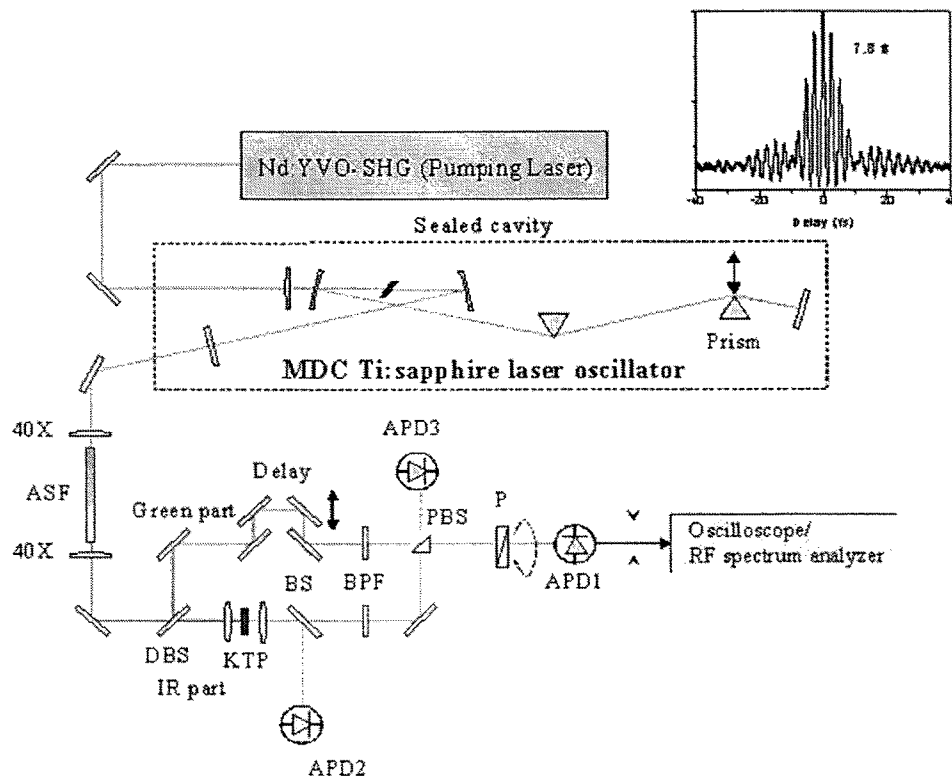 7.8 fs
-40 -20 0 20 40
Delay (fs)
Nd YVO- SHG (Pumping Laser)
Sealed cavity
Prism
MDC Ti:sapphire laser oscillator
40X
APD3
ASF
Delay
Green part
PBS
P
Oscilloscope/
RF spectrum analyzer
40X
BS
BPF
APD1
DBS
KTP
IR part
APD2